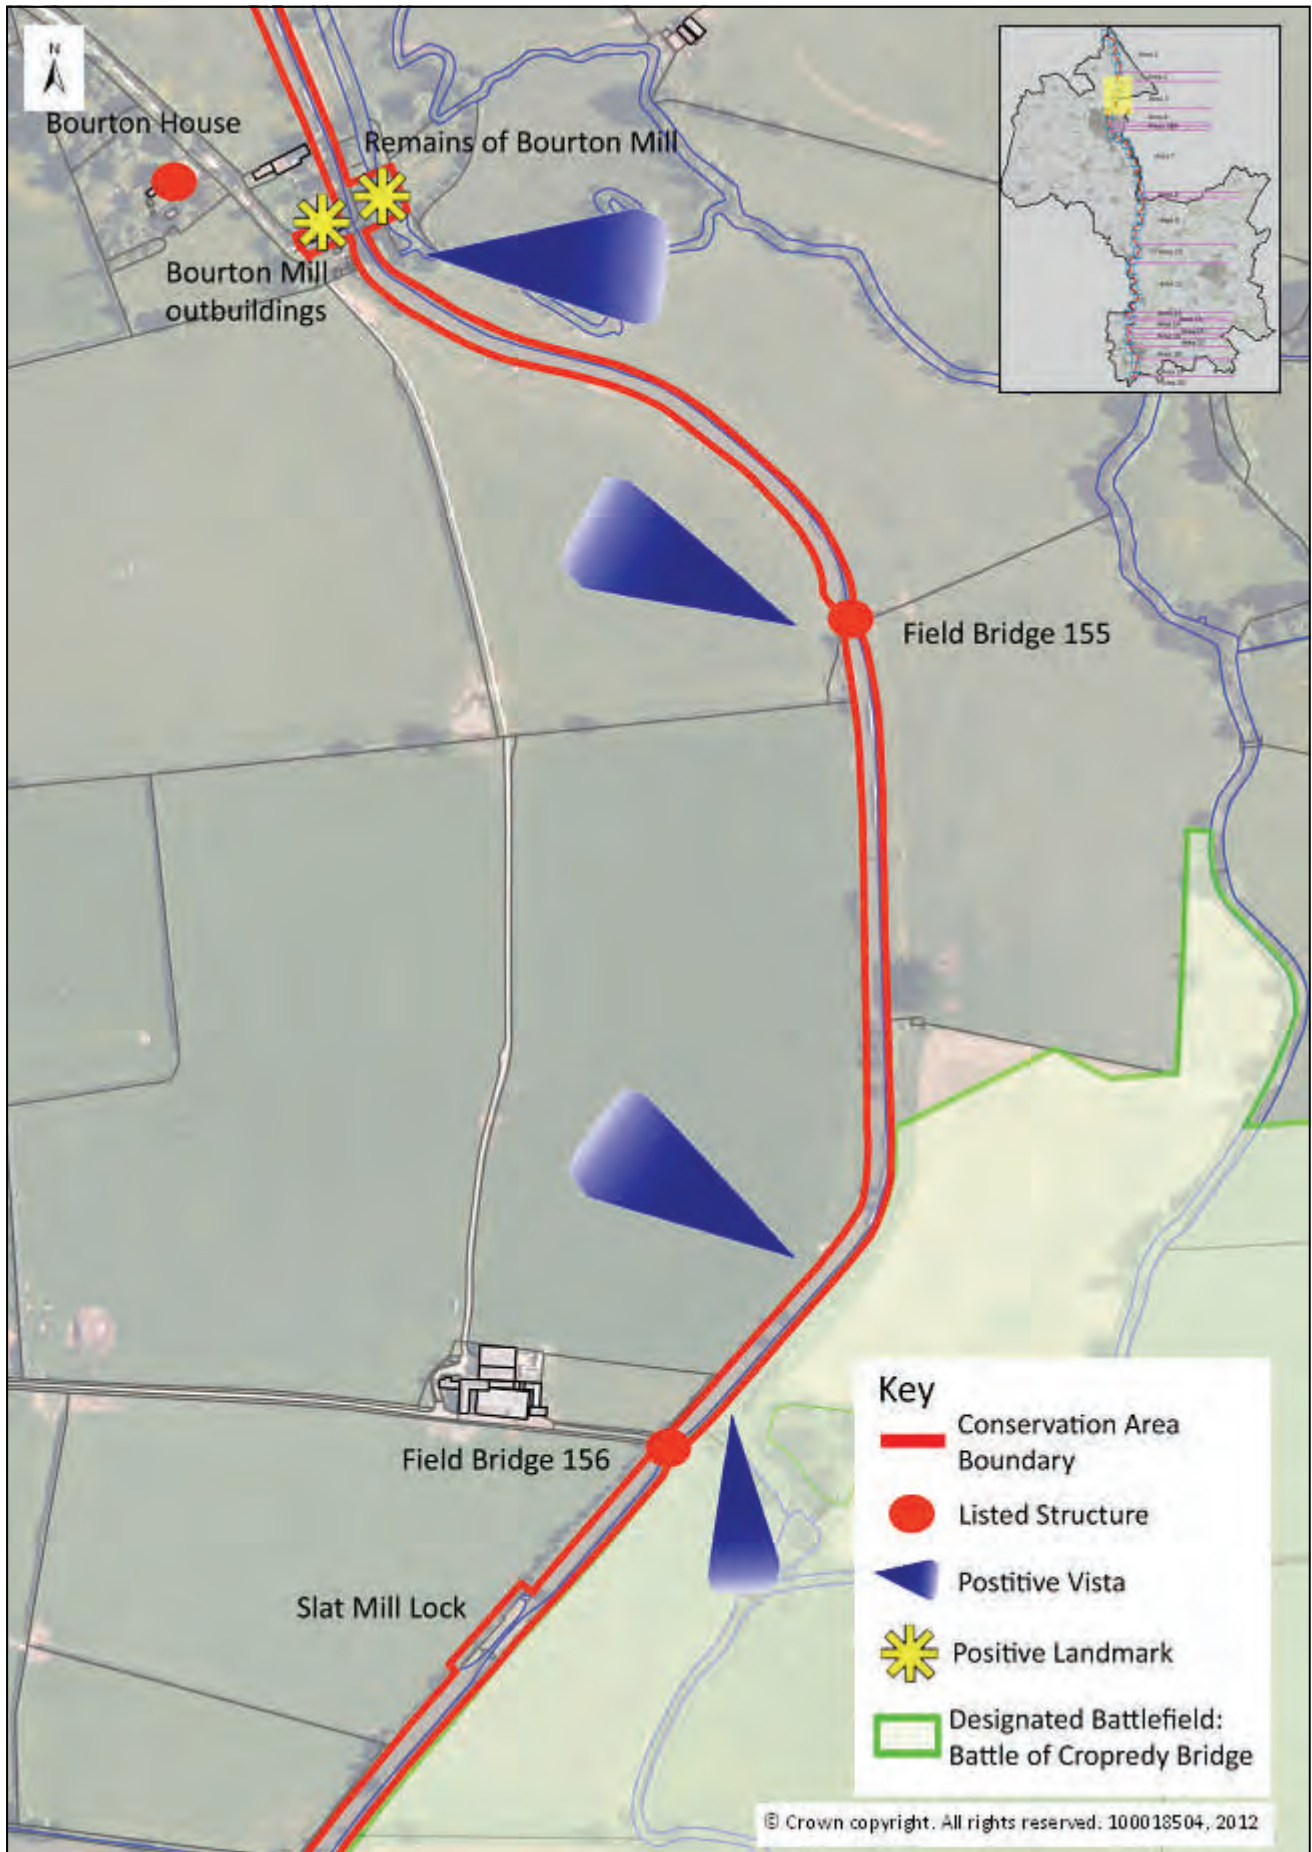 N
Bourton House
Remains of Bourton Mill
Bourton Mill
outbuildings
Field Bridge 155
Field Bridge 156
Slat Mill Lock
Key
Conservation Area
Boundary
Listed Structure
Postitive Vista
Positive Landmark
Designated Battlefield:
Battle of Cropredy Bridge
© Crown copyright. All rights reserved. 100018504, 2012